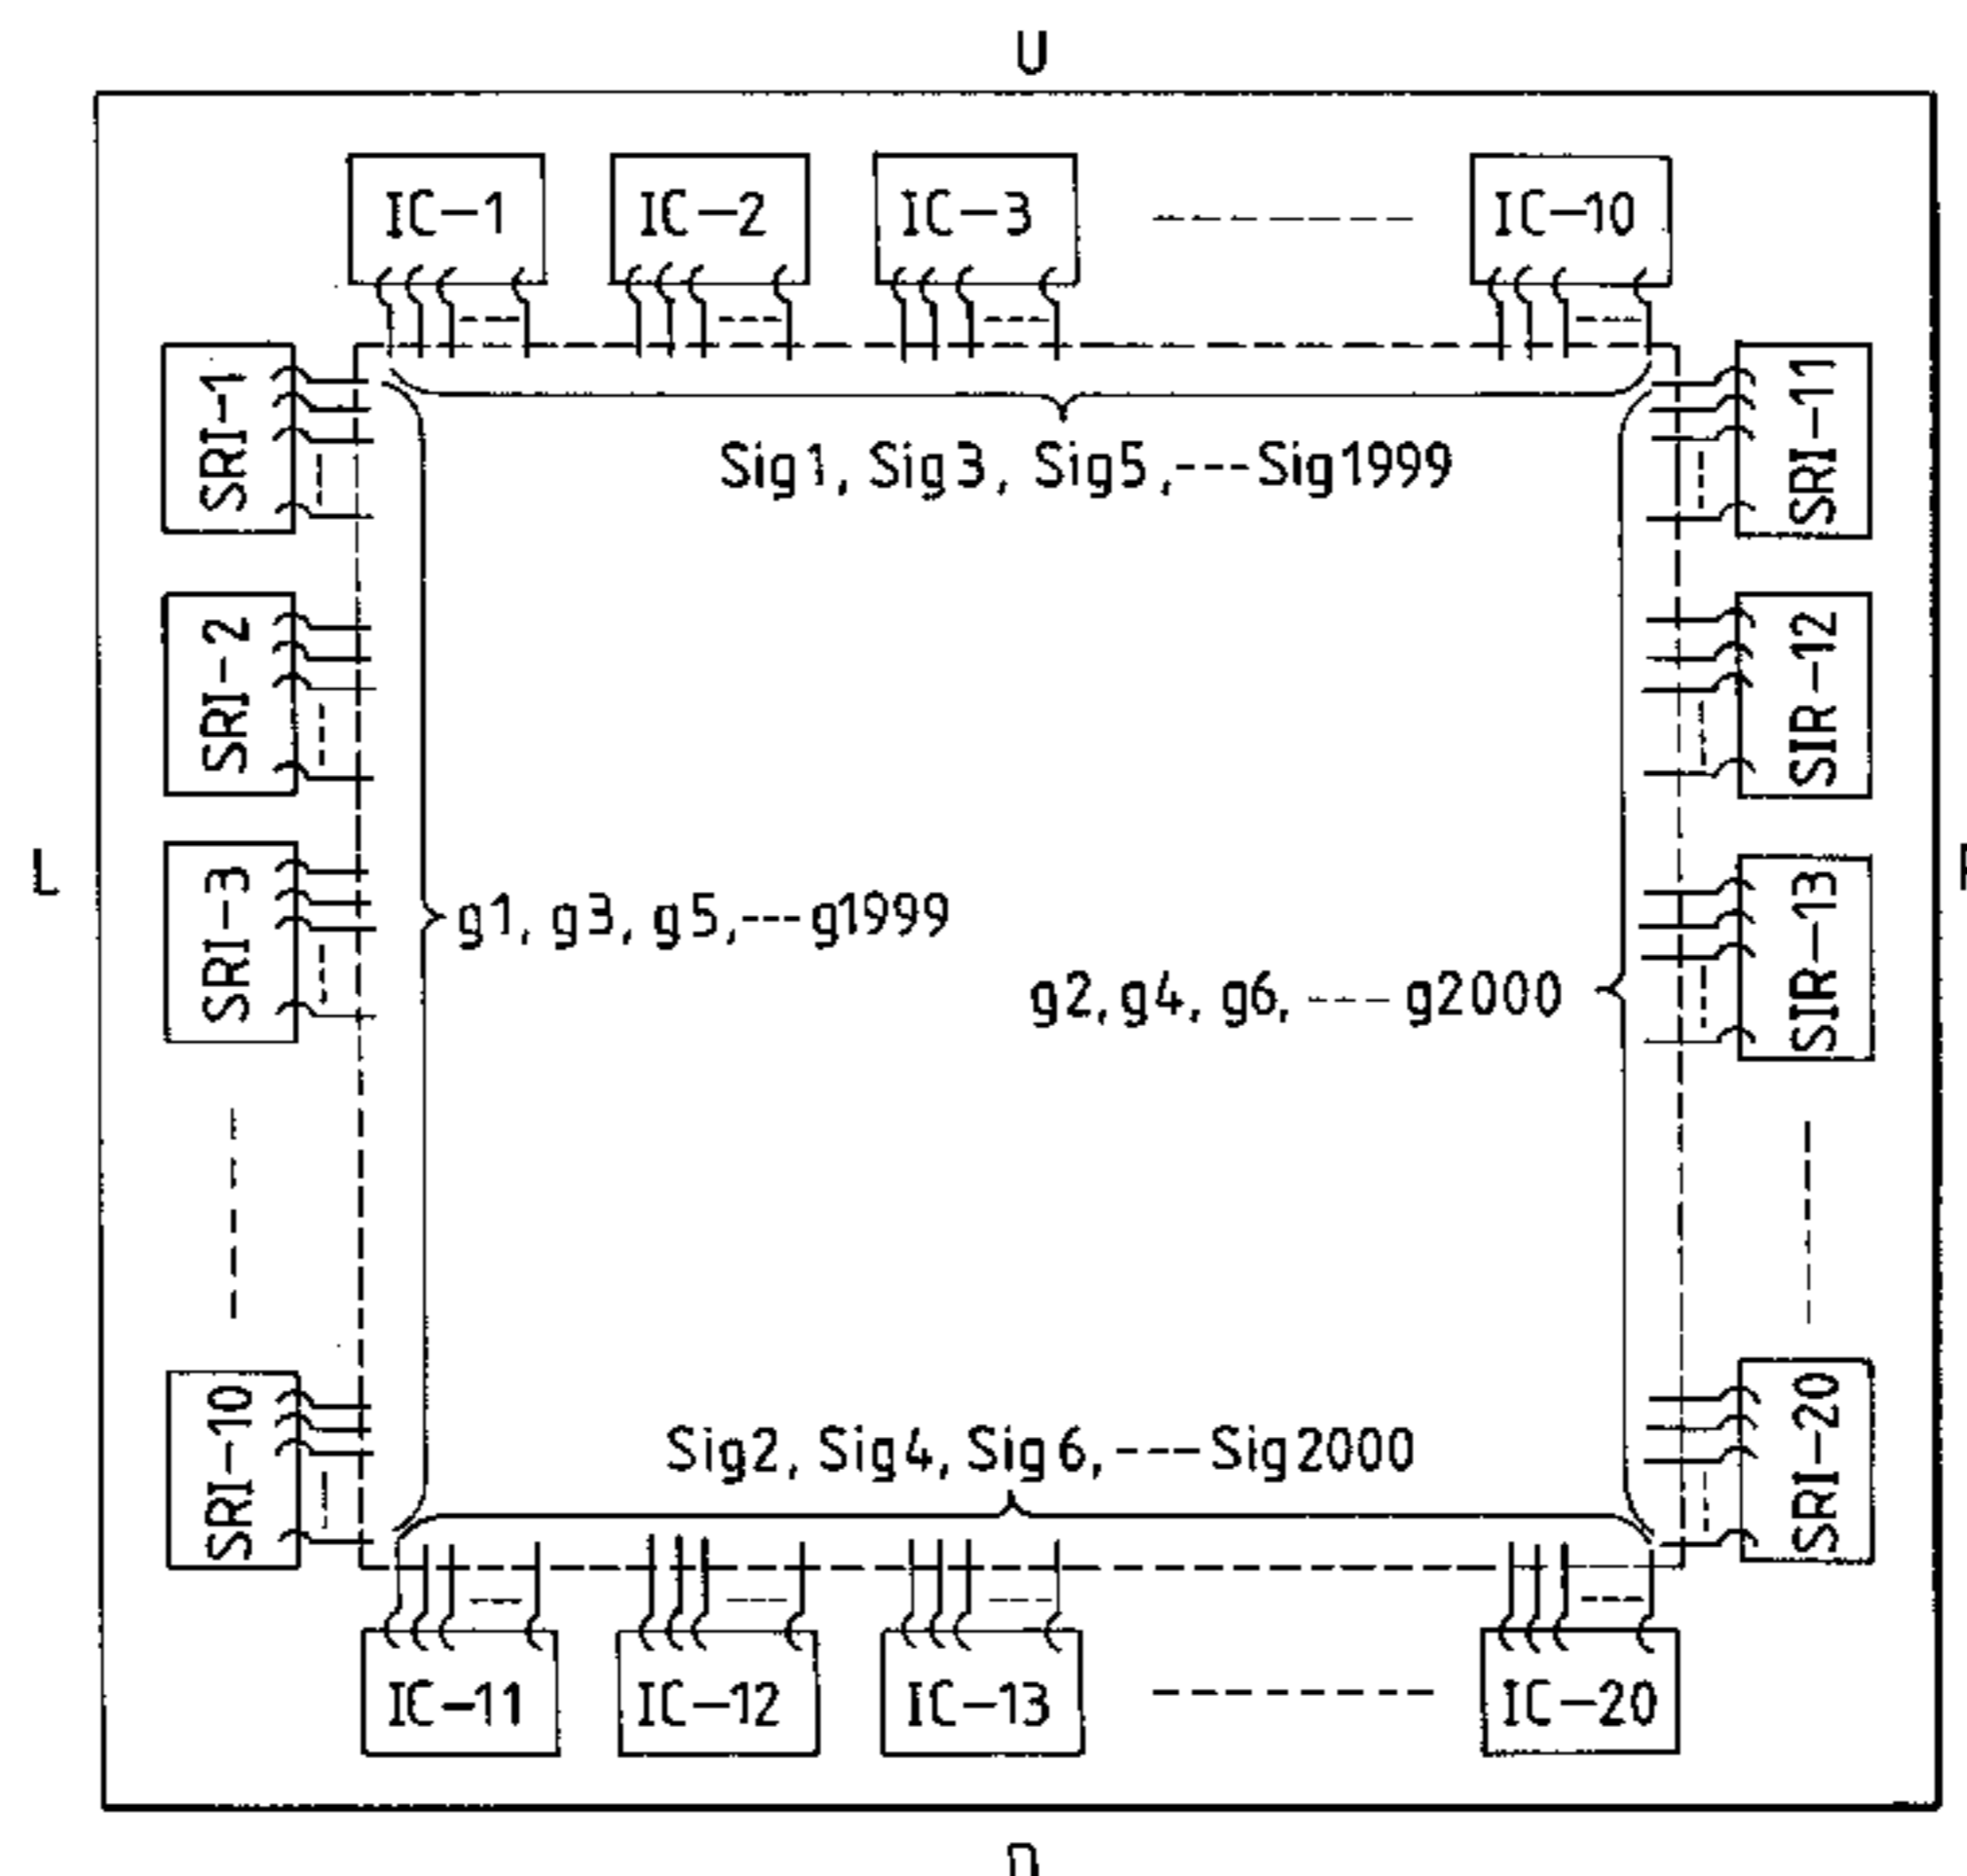 U
IC-1 IC-2 IC-3 --------- IC-10
SRI-1
SRI-11
Sig1, Sig3, Sig5,---Sig1999
SRI-2
SIR-12
L
SRI-3
SIR-13
g1, g3, g5,---g1999
g2, g4, g6, ---- g2000
SRI-10
SRI-20
Sig2, Sig4, Sig6,---Sig2000
IC-11 IC-12 IC-13 --------- IC-20